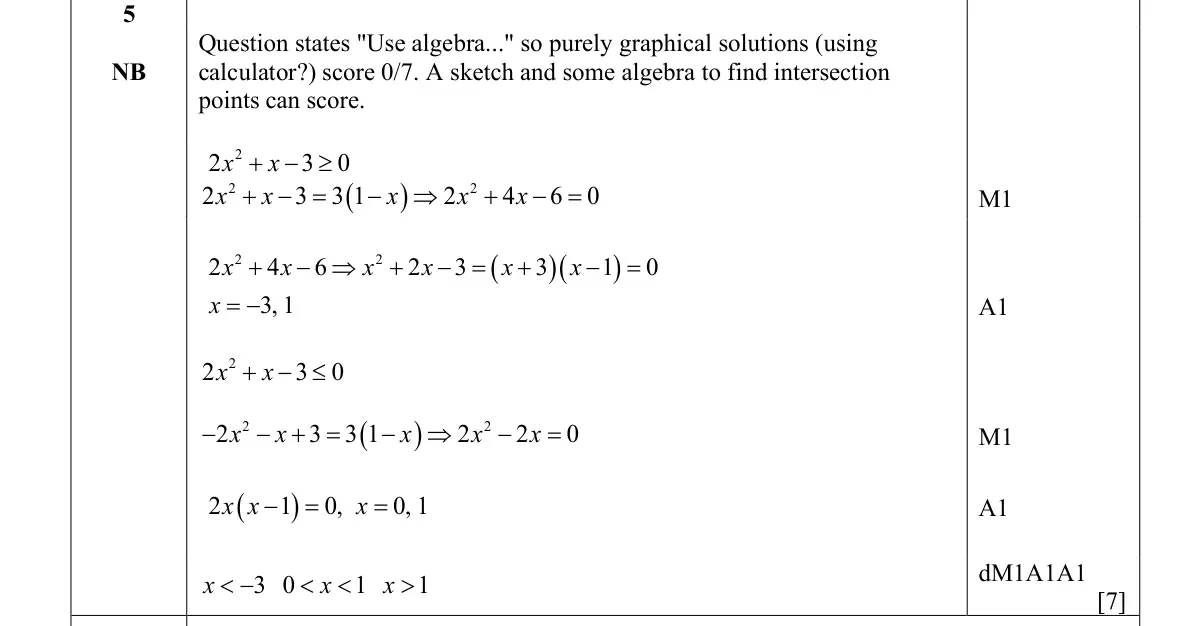 5
NB
Question states "Use algebra..." so purely graphical solutions (using
calculator?) score 0/7. A sketch and some algebra to find intersection
points can score.
2x² + x − 3 ≥ 0
2x² + x − 3 = 3(1 − x) ⇒ 2x² + 4x − 6 = 0 M1
2x² + 4x − 6 ⇒ x² + 2x − 3 = (x + 3)(x − 1) = 0
x = −3, 1 A1
2x² + x − 3 ≤ 0
−2x² − x + 3 = 3(1 − x) ⇒ 2x² − 2x = 0 M1
2x(x − 1) = 0, x = 0, 1 A1
x < −3 0 < x < 1 x > 1 dM1A1A1
[7]